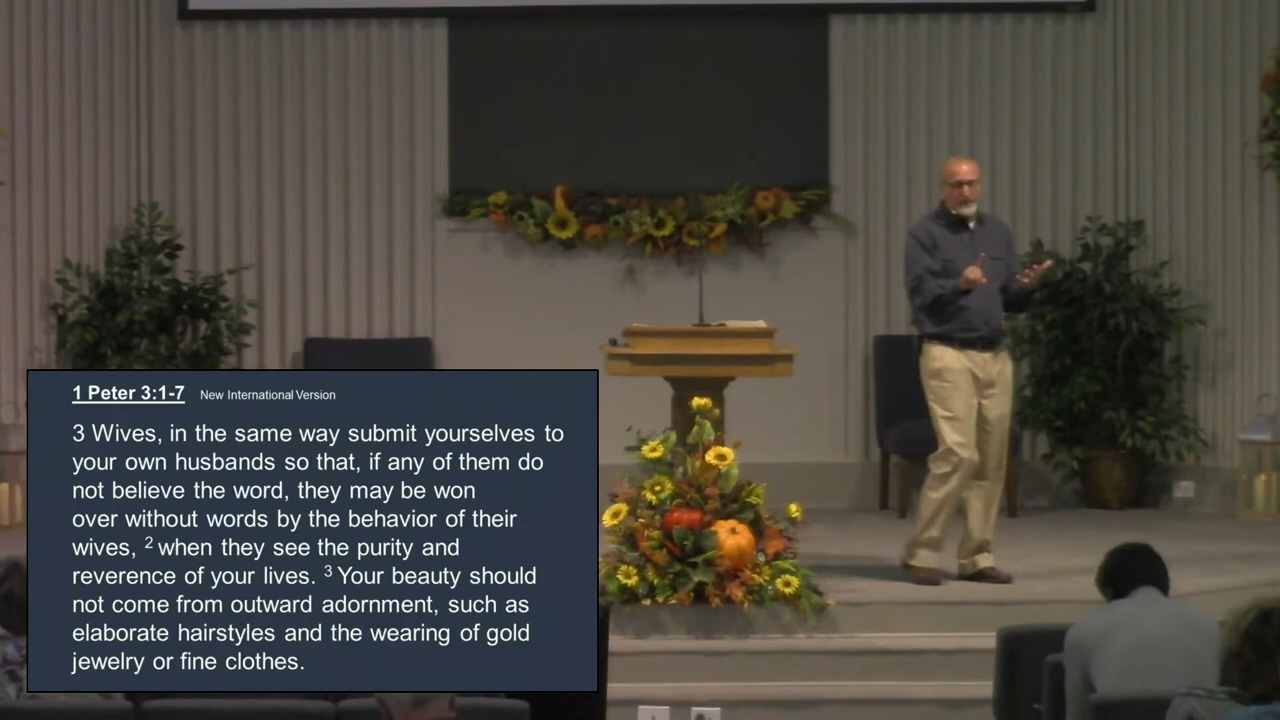 1 Peter 3:1-7 New International Version
3 Wives, in the same way submit yourselves to
your own husbands so that, if any of them do
not believe the word, they may be won
over without words by the behavior of their
wives, 2 when they see the purity and
reverence of your lives. 3 Your beauty should
not come from outward adornment, such as
elaborate hairstyles and the wearing of gold
jewelry or fine clothes.